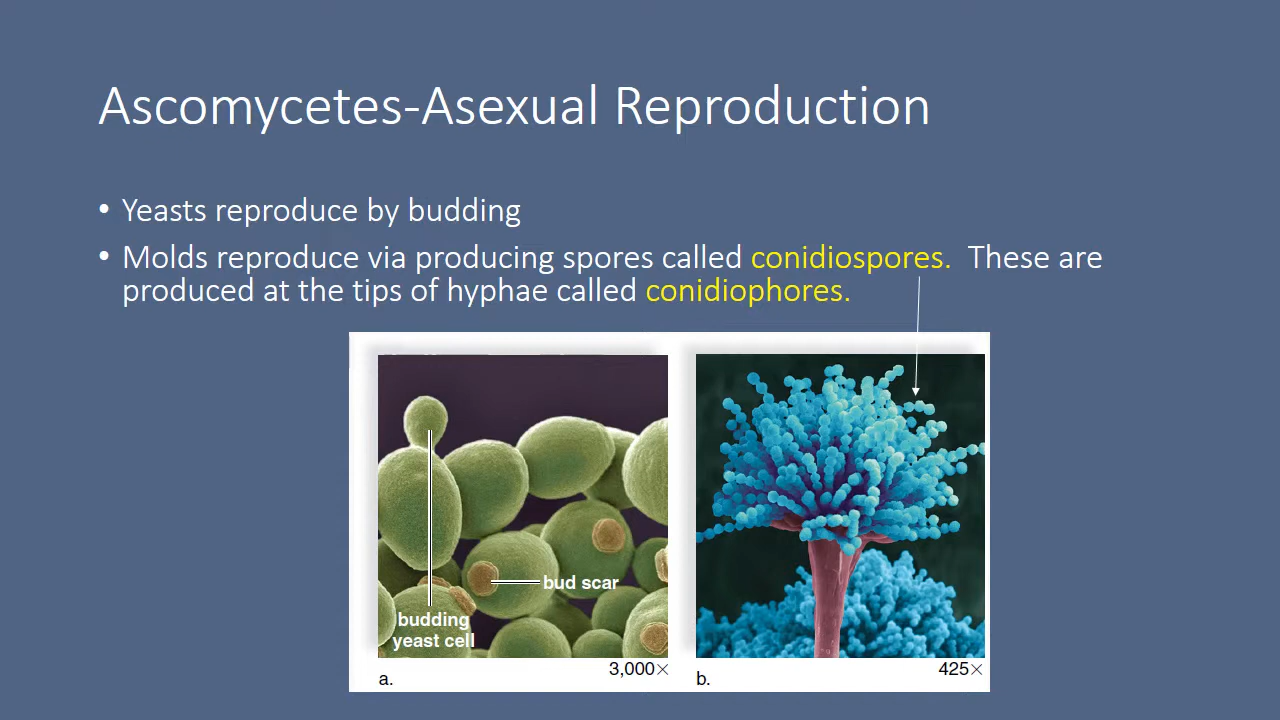 Ascomycetes-Asexual Reproduction
• Yeasts reproduce by budding
• Molds reproduce via producing spores called conidiospores.  These are
produced at the tips of hyphae called conidiophores.
bud scar
budding
yeast cell
a.
3,000×
b.
425×